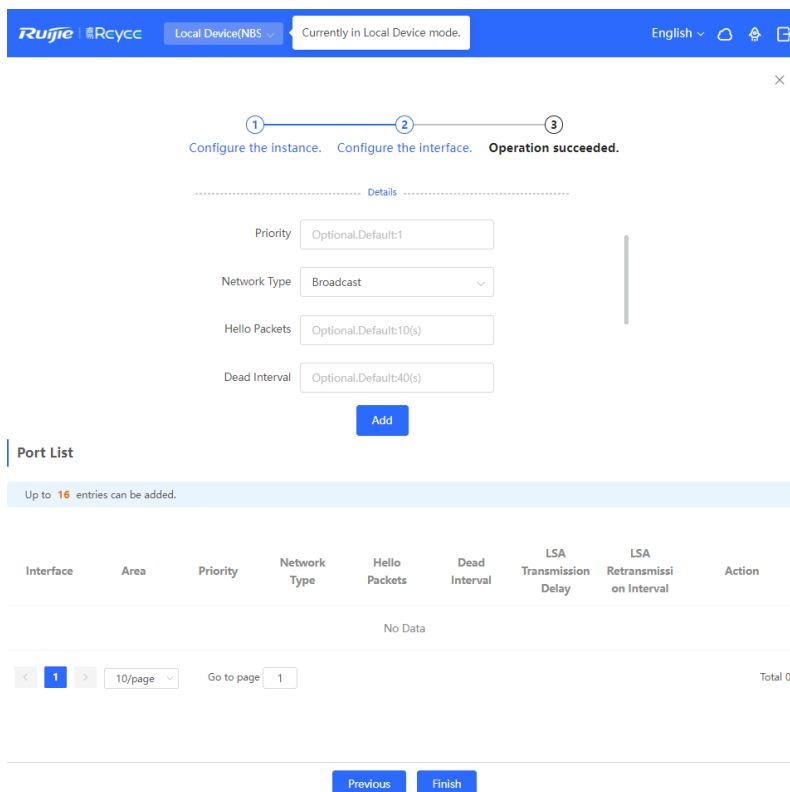 Ruijie Rcycc Local Device(NBS Currently in Local Device mode. English
1 2 3
Configure the instance. Configure the interface. Operation succeeded.
Details
Priority Optional.Default:1
Network Type Broadcast
Hello Packets Optional.Default:10(s)
Dead Interval Optional.Default:40(s)
Add
Port List
Up to 16 entries can be added.
Interface Area Priority Network Type Hello Packets Dead Interval LSA Transmission Delay LSA Retransmissi on Interval Action
No Data
< 1 > 10/page Go to page 1 Total 0
Previous Finish